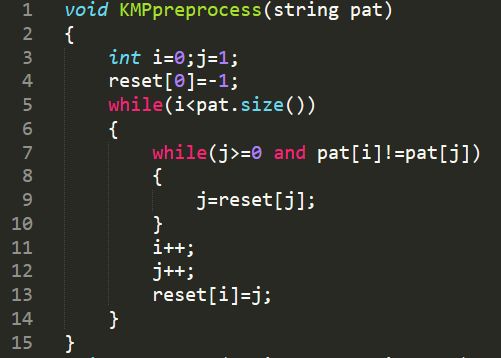 1 void KMPpreprocess(string pat)
2 {
3 int i=0;j=1;
4 reset[0]=-1;
5 while(i<pat.size())
6 {
7 while(j>=0 and pat[i]!=pat[j])
8 {
9 j=reset[j];
10 }
11 i++;
12 j++;
13 reset[i]=j;
14 }
15 }